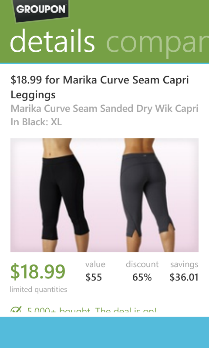 GROUPON
details compar
$18.99 for Marika Curve Seam Capri
Leggings
Marika Curve Seam Sanded Dry Wik Capri
In Black: XL
$18.99
limited quantities
value
$55
discount
65%
savings
$36.01
5,000+ bought. The deal is on!